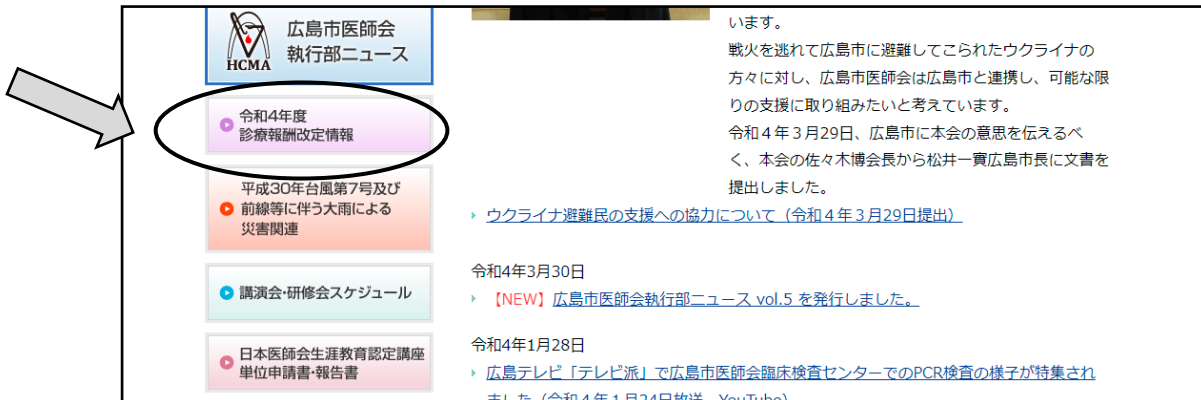 広島市医師会
執行部ニュース
HCMA
令和4年度
診療報酬改定情報
平成30年台風第7号及び
前線等に伴う大雨による
災害関連
講演会・研修会スケジュール
日本医師会生涯教育認定講座
単位申請書・報告書
います。
戦火を逃れて広島市に避難してこられたウクライナの
方々に対し、広島市医師会は広島市と連携し、可能な限
りの支援に取り組みたいと考えています。
令和４年３月29日、広島市に本会の意思を伝えるべ
く、本会の佐々木博会長から松井一實広島市長に文書を
提出しました。
ウクライナ避難民の支援への協力について（令和４年３月29日提出）
令和4年3月30日
【NEW】広島市医師会執行部ニュース vol.5 を発行しました。
令和4年1月28日
広島テレビ「テレビ派」で広島市医師会臨床検査センターでのPCR検査の様子が特集され
ました（令和４年１月24日放送　YouTube）